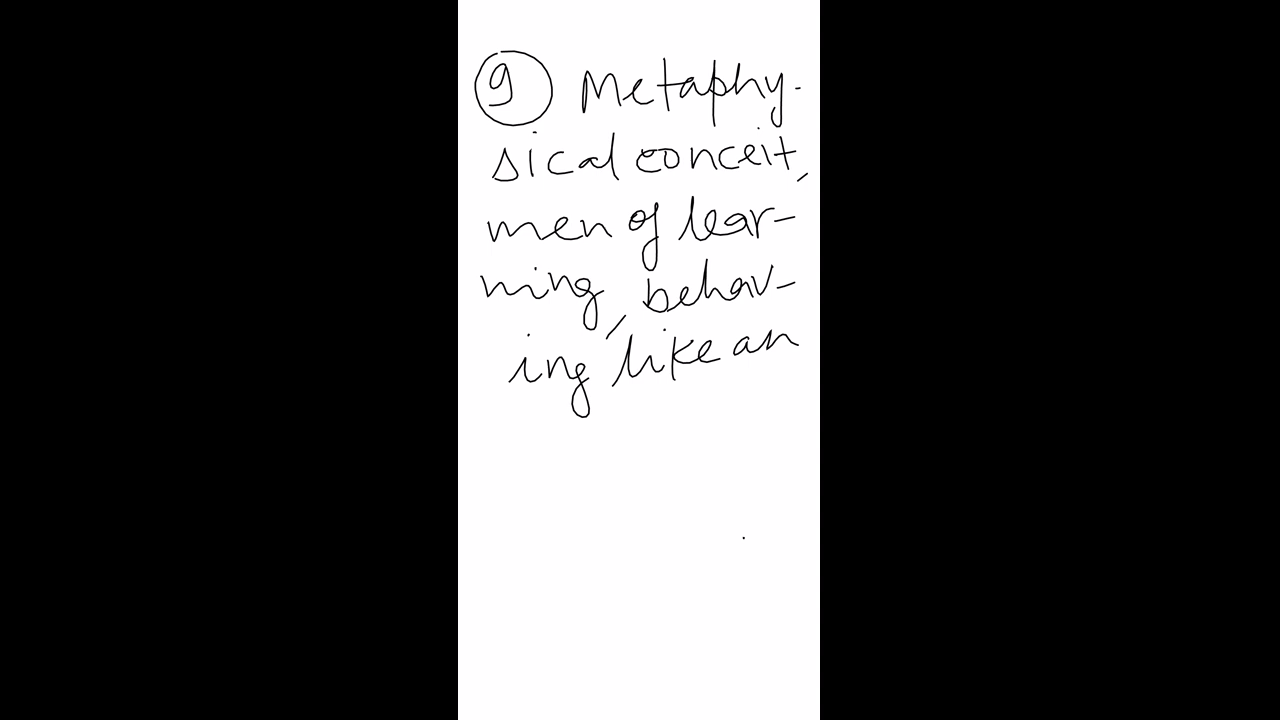 9 Metaphy-
sical conceit,
men of lear-
ning, behav-
ing like an